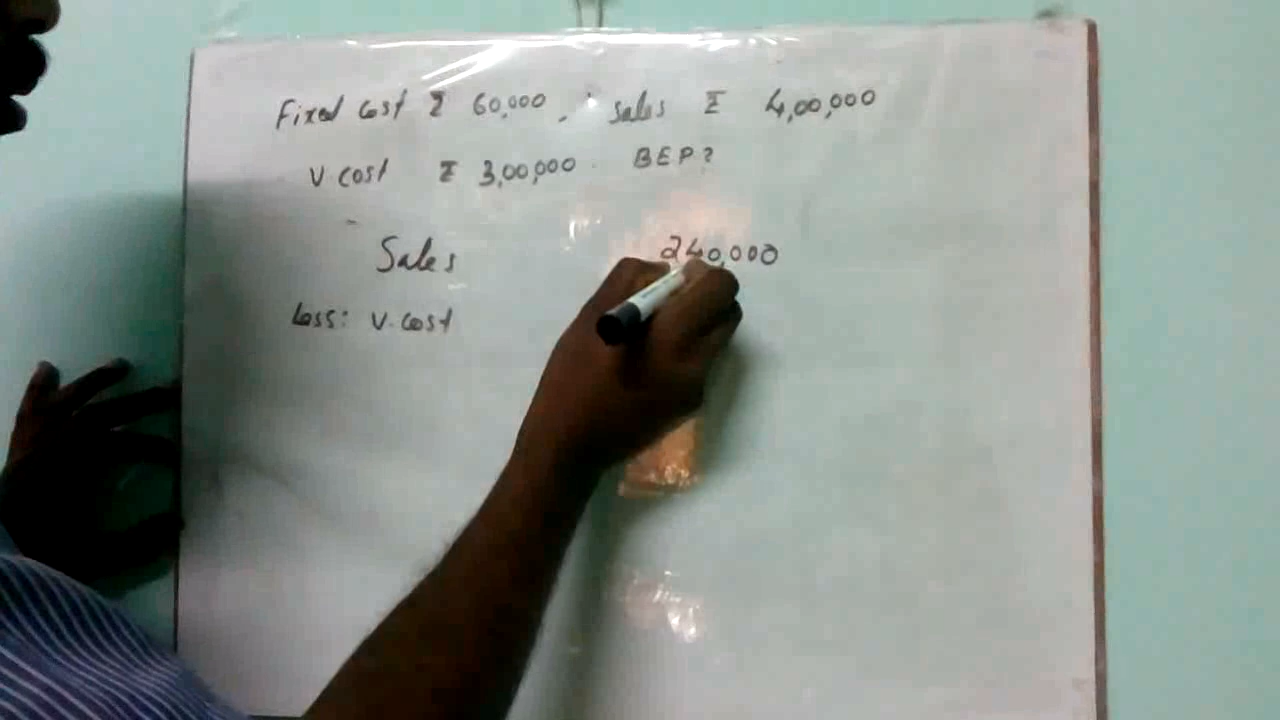 Fixed cost ₹ 60,000, Sales ₹ 4,00,000
V cost ₹ 3,00,000. BEP?
Sales 240,000
Less: V. cost